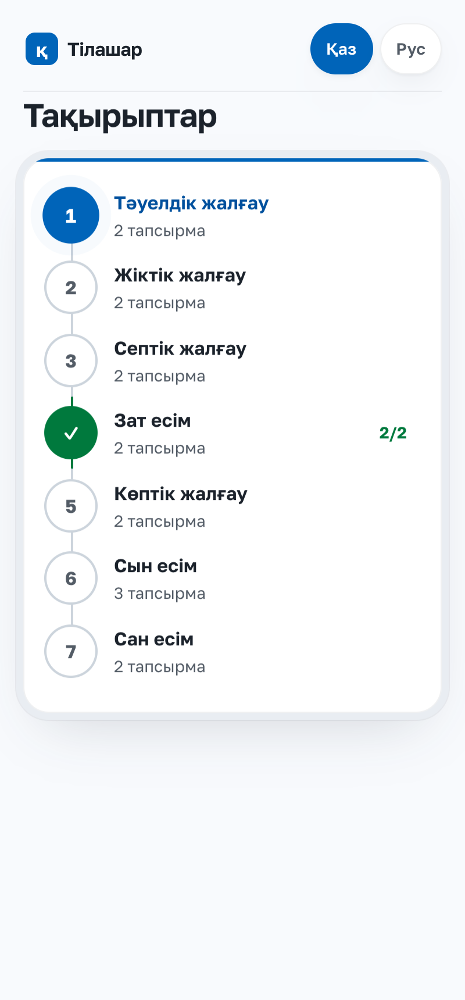 қ Тілашар
Қаз Рус
Тақырыптар
1 Тәуелдік жалғау
2 тапсырма
2 Жіктік жалғау
2 тапсырма
3 Септік жалғау
2 тапсырма
Зат есім
2 тапсырма
2/2
5 Көптік жалғау
2 тапсырма
6 Сын есім
3 тапсырма
7 Сан есім
2 тапсырма